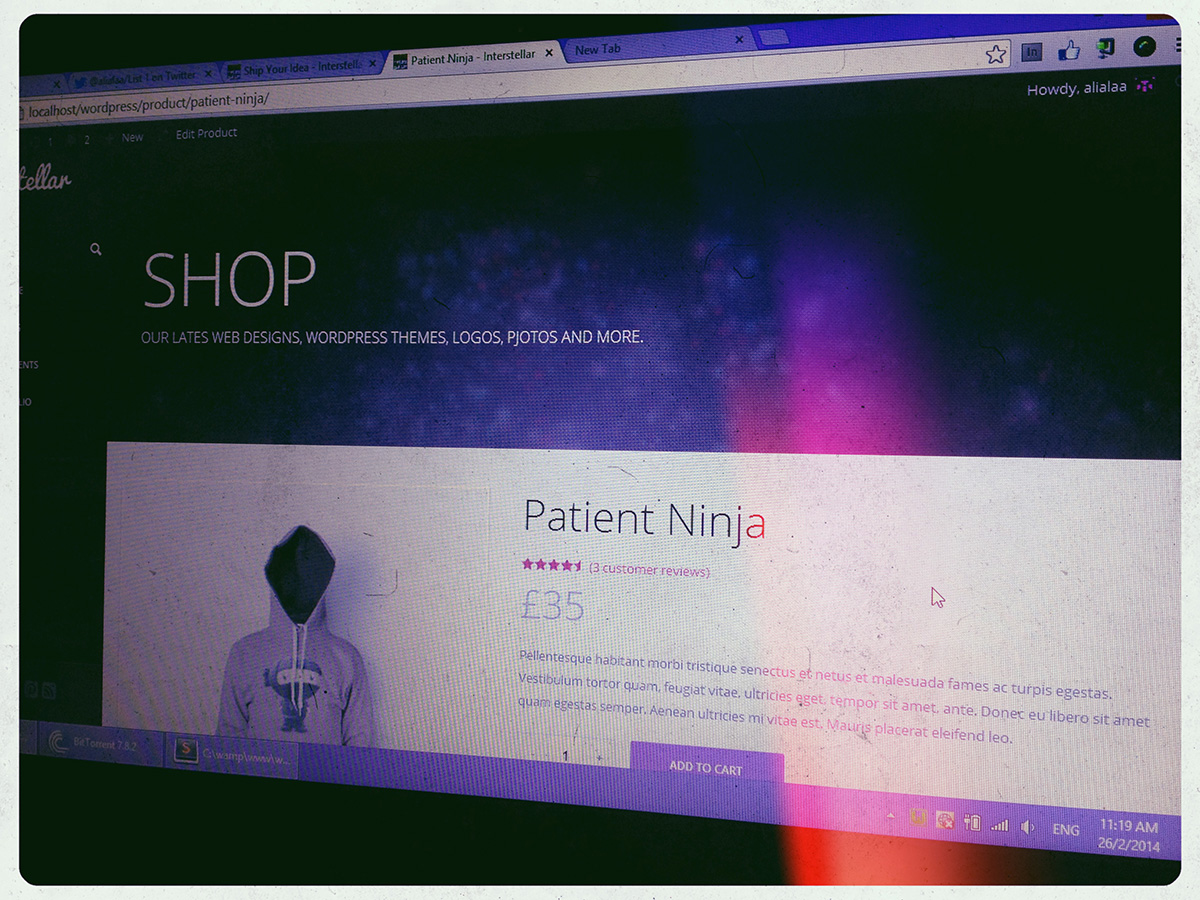 @alialaa/List 1 on Twitter
Ship Your Idea - Interstella
Patient Ninja - Interstellar
New Tab
localhost/wordpress/product/patient-ninja/
In
1 2 New Edit Product
Howdy, alialaa
tellar
SHOP
OUR LATES WEB DESIGNS, WORDPRESS THEMES, LOGOS, PJOTOS AND MORE.
ENTS
LIO
Patient Ninja
(3 customer reviews)
£35
Pellentesque habitant morbi tristique senectus et netus et malesuada fames ac turpis egestas.
Vestibulum tortor quam, feugiat vitae, ultricies eget, tempor sit amet, ante. Donec eu libero sit amet
quam egestas semper. Aenean ultricies mi vitae est. Mauris placerat eleifend leo.
1 +
ADD TO CART
BitTorrent 7.8.2
S
C:\wamp\www\w...
ENG
11:19 AM
26/2/2014